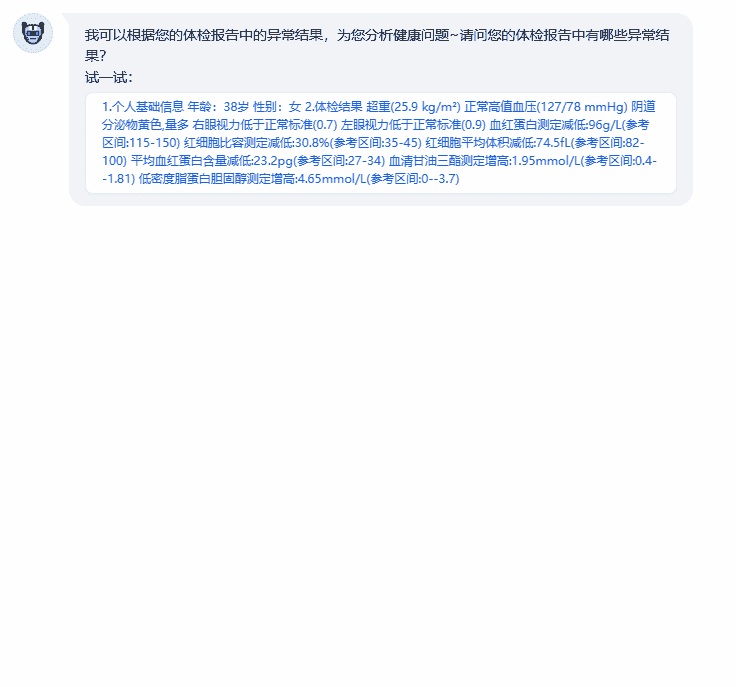 我可以根据您的体检报告中的异常结果，为您分析健康问题~请问您的体检报告中有哪些异常结
果？
试一试：
1.个人基础信息 年龄：38岁 性别：女 2.体检结果 超重(25.9 kg/m²) 正常高值血压(127/78 mmHg) 阴道
分泌物黄色,量多 右眼视力低于正常标准(0.7) 左眼视力低于正常标准(0.9) 血红蛋白测定减低:96g/L(参考
区间:115-150) 红细胞比容测定减低:30.8%(参考区间:35-45) 红细胞平均体积减低:74.5fL(参考区间:82-
100) 平均血红蛋白含量减低:23.2pg(参考区间:27-34) 血清甘油三酯测定增高:1.95mmol/L(参考区间:0.4-
-1.81) 低密度脂蛋白胆固醇测定增高:4.65mmol/L(参考区间:0--3.7)